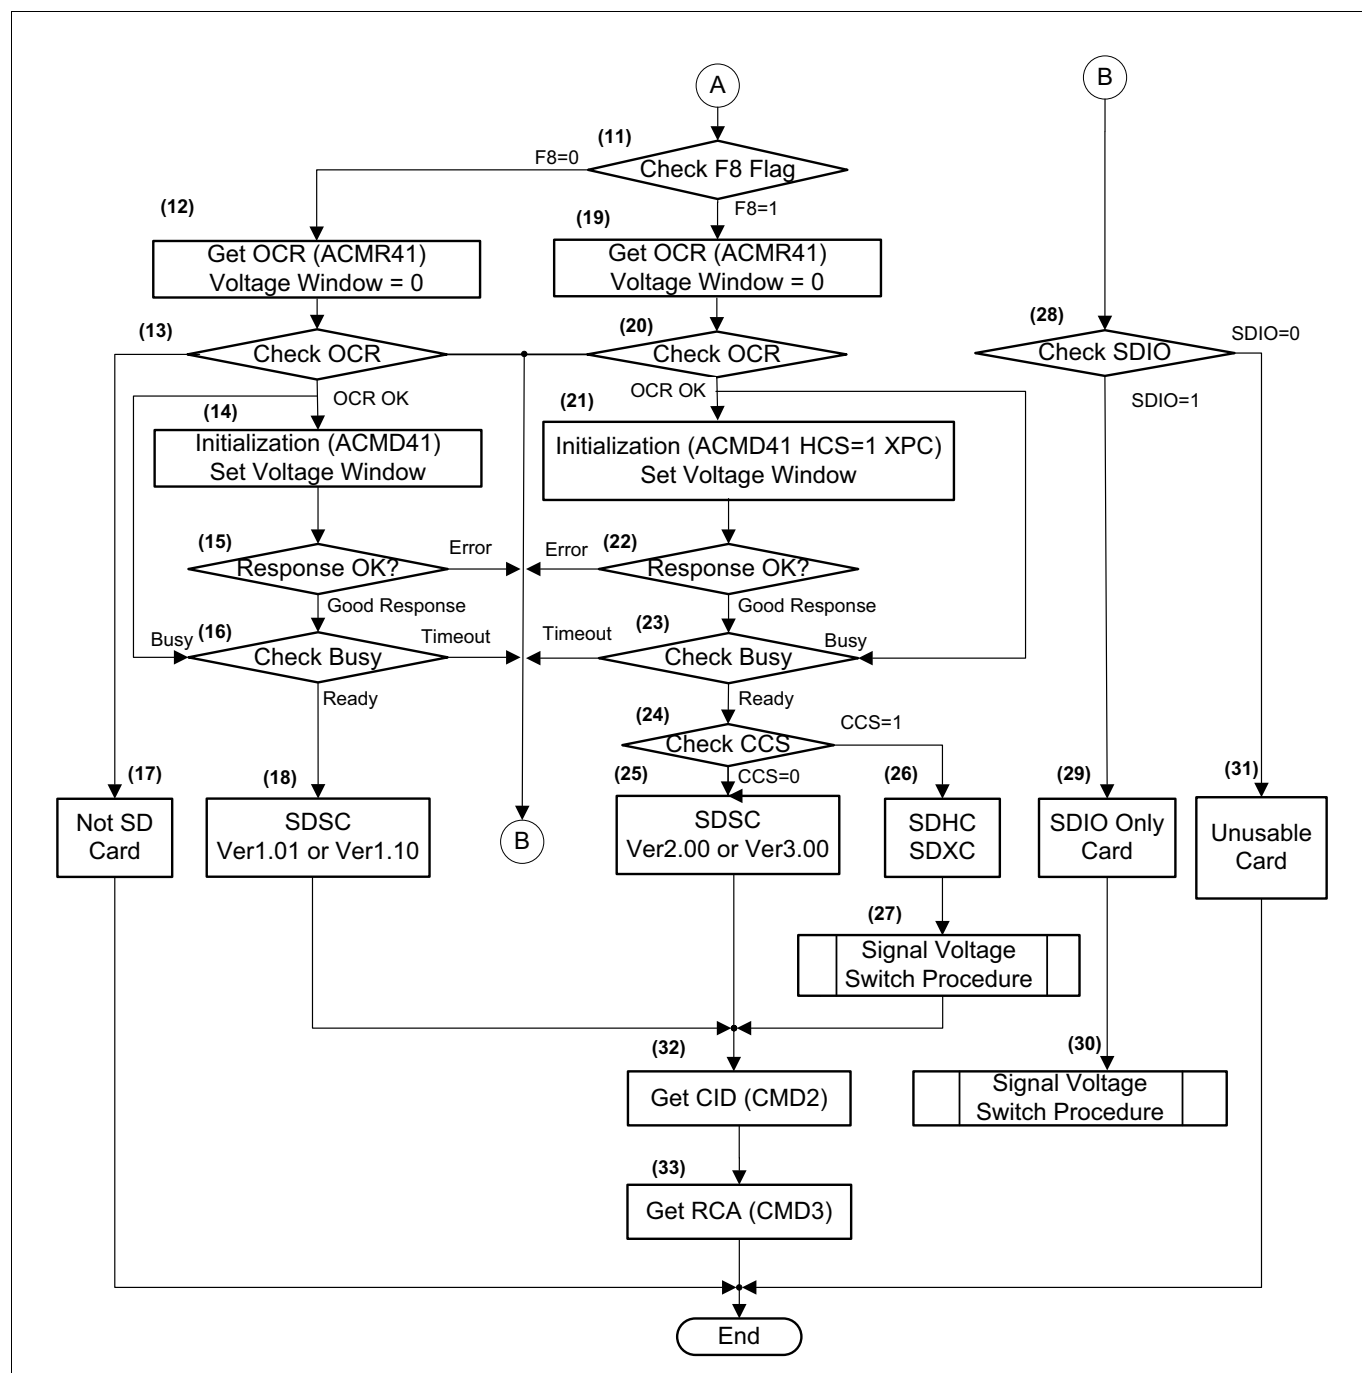 A
B
(11)
F8=0
Check F8 Flag
F8=1
(12)
(19)
Get OCR (ACMR41)
Voltage Window = 0
Get OCR (ACMR41)
Voltage Window = 0
(13)
(20)
(28)
SDIO=0
Check OCR
Check OCR
Check SDIO
OCR OK
OCR OK
SDIO=1
(14)
(21)
Initialization (ACMD41)
Set Voltage Window
Initialization (ACMD41 HCS=1 XPC)
Set Voltage Window
(15)
Error
Error
(22)
Response OK?
Response OK?
Good Response
Good Response
Busy
(16)
Timeout
Timeout
(23)
Busy
Check Busy
Check Busy
Ready
Ready
(24)
CCS=1
Check CCS
(17)
(18)
(25)
CCS=0
(26)
(29)
(31)
Not SD
Card
SDSC
Ver1.01 or Ver1.10
B
SDSC
Ver2.00 or Ver3.00
SDHC
SDXC
SDIO Only
Card
Unusable
Card
(27)
Signal Voltage
Switch Procedure
(32)
(30)
Get CID (CMD2)
Signal Voltage
Switch Procedure
(33)
Get RCA (CMD3)
End